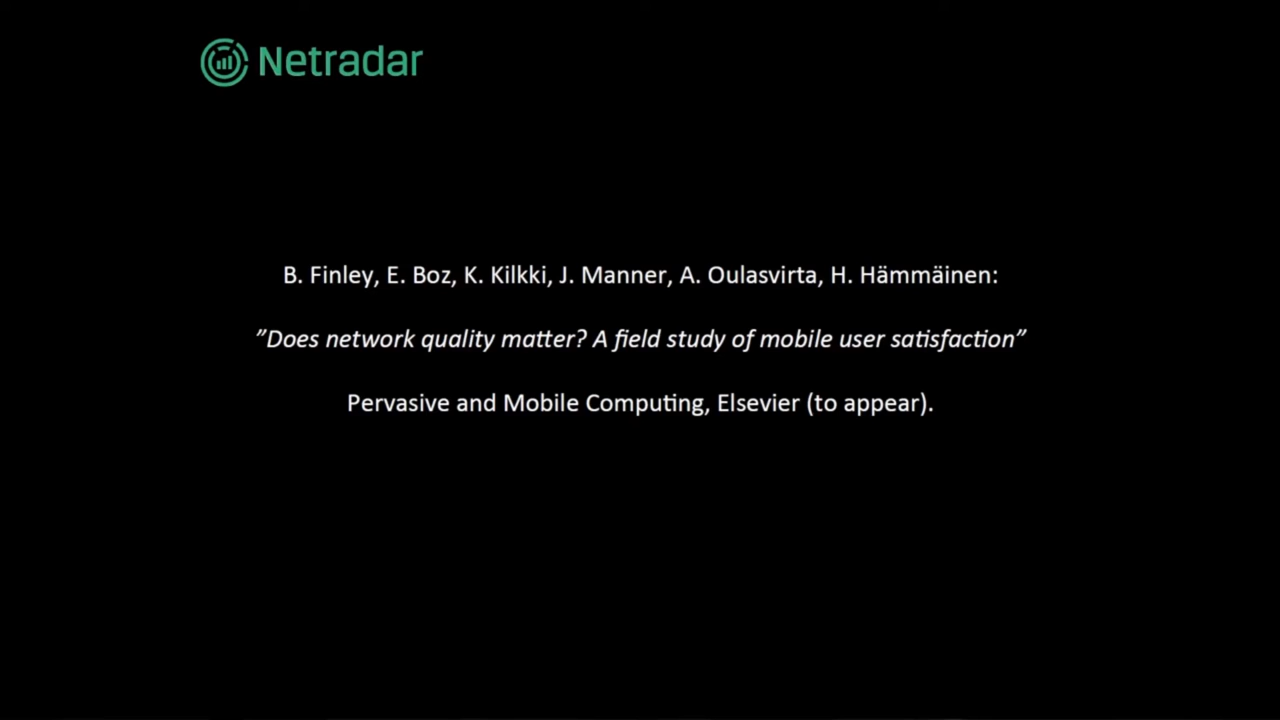 Netradar
B. Finley, E. Boz, K. Kilkki, J. Manner, A. Oulasvirta, H. Hämmäinen:
”Does network quality matter? A field study of mobile user satisfaction”
Pervasive and Mobile Computing, Elsevier (to appear).